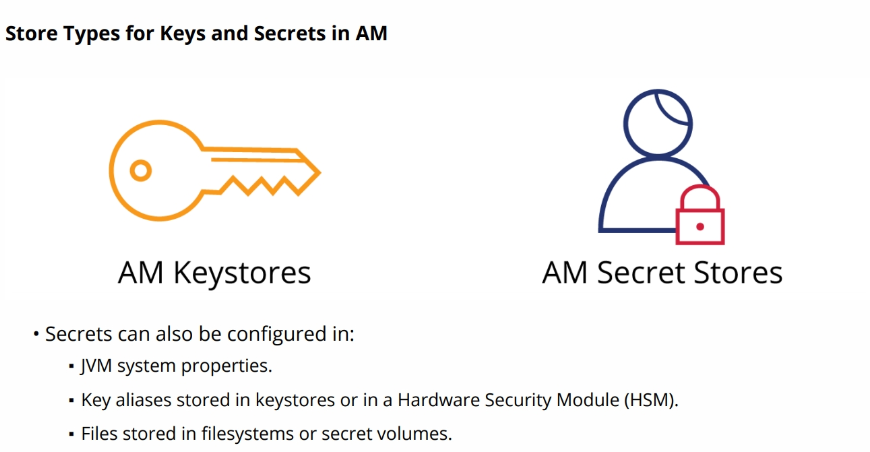 Store Types for Keys and Secrets in AM
AM Keystores
AM Secret Stores
• Secrets can also be configured in:
▪ JVM system properties.
▪ Key aliases stored in keystores or in a Hardware Security Module (HSM).
▪ Files stored in filesystems or secret volumes.